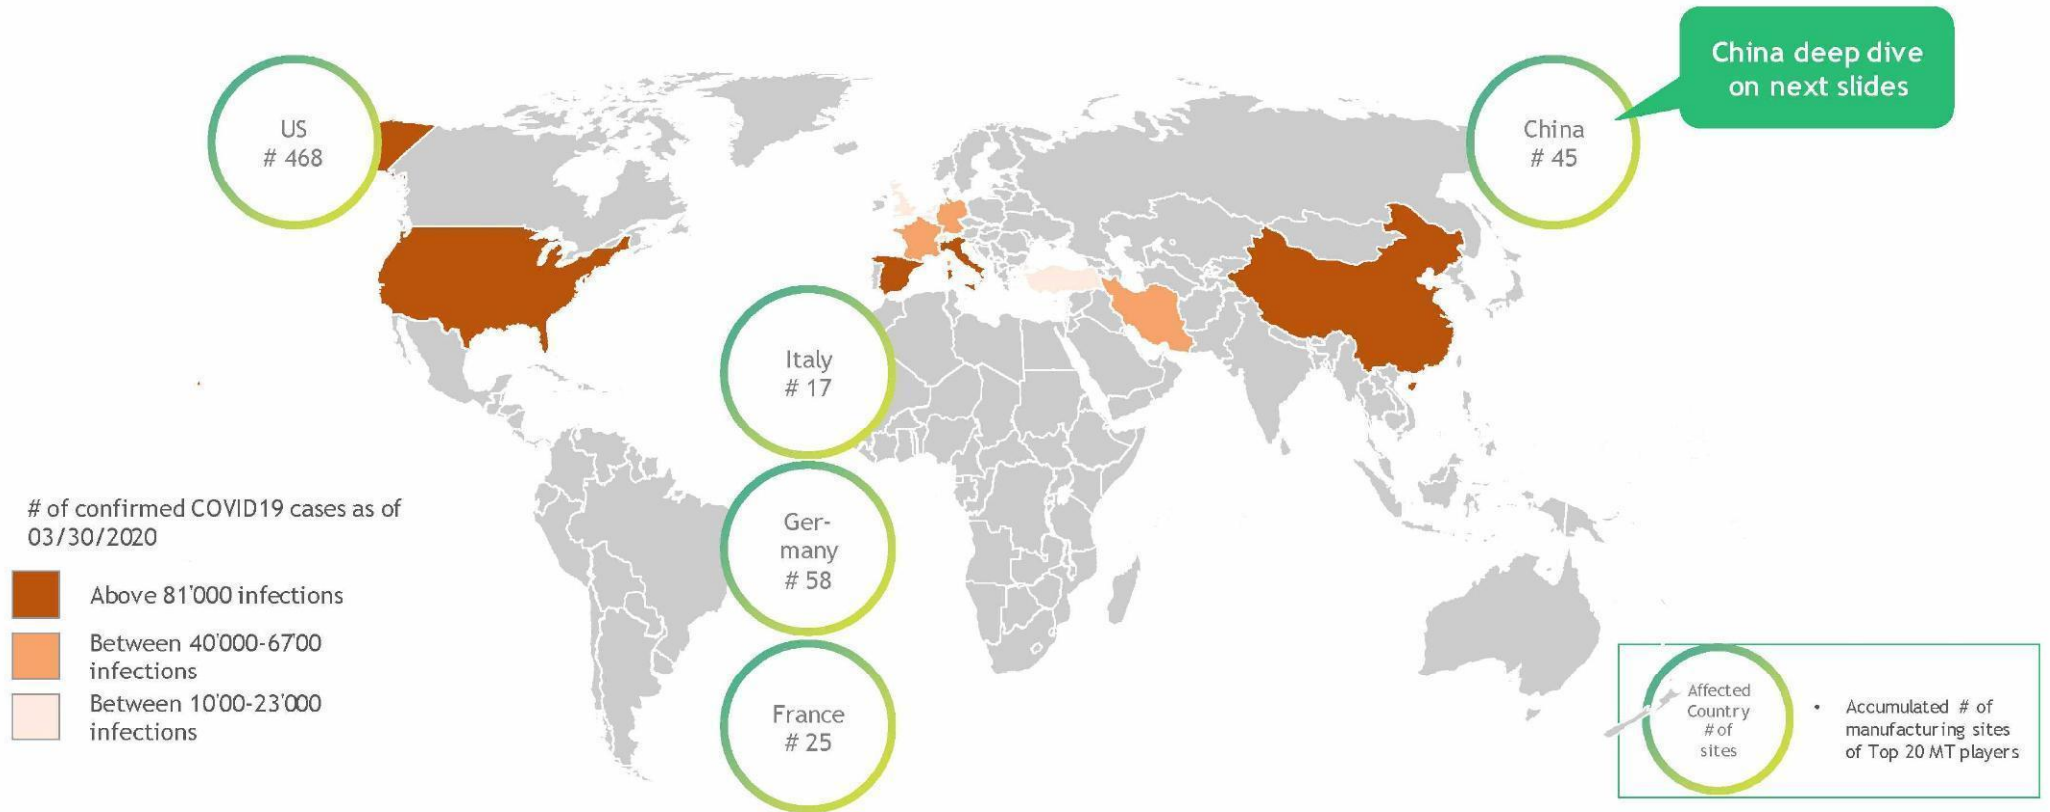 China deep dive
on next slides
US
# 468
China
# 45
Italy
# 17
Ger-
many
# 58
France
# 25
# of confirmed COVID19 cases as of
03/30/2020
Above 81'000 infections
Between 40'000-6700
infections
Between 10'00-23'000
infections
Affected
Country
# of
sites
• Accumulated # of
manufacturing sites
of Top 20 MT players